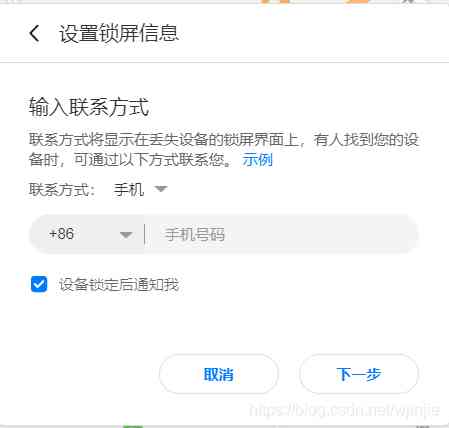 设置锁屏信息
输入联系方式
联系方式将显示在丢失设备的锁屏界面上，有人找到您的设
备时，可通过以下方式联系您。 示例
联系方式： 手机
+86 手机号码
设备锁定后通知我
取消 下一步
https://blog.csdn.net/wjinjie